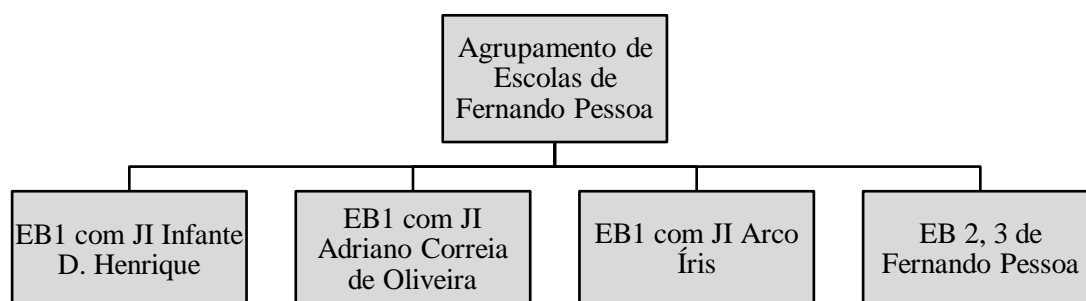 Agrupamento de
Escolas de
Fernando Pessoa
EB1 com JI Infante
D. Henrique
EB1 com JI
Adriano Correia
de Oliveira
EB1 com JI Arco
Íris
EB 2, 3 de
Fernando Pessoa